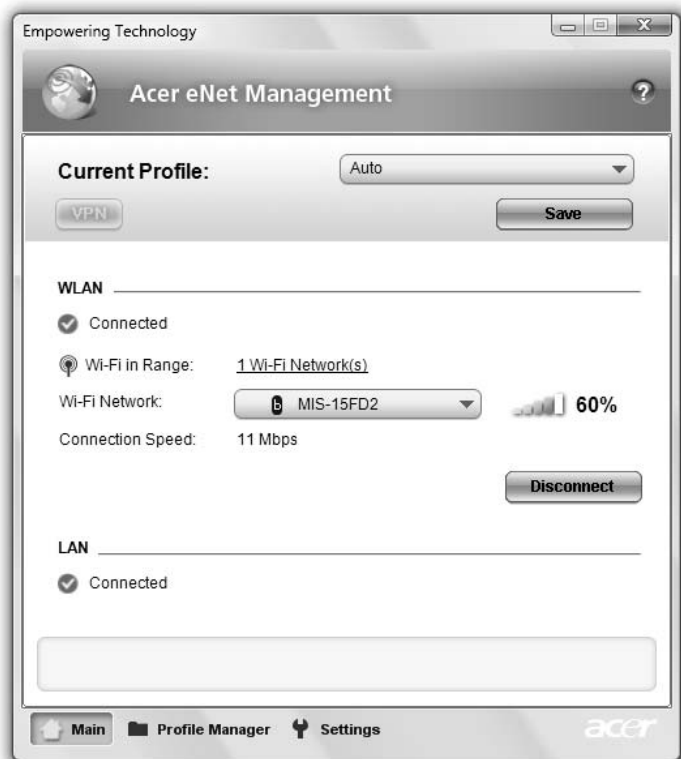 Empowering Technology
Acer eNet Management
?
Current Profile: Auto
VPN Save
WLAN
Connected
Wi-Fi in Range: 1 Wi-Fi Network(s)
Wi-Fi Network: b MIS-15FD2 60%
Connection Speed: 11 Mbps
Disconnect
LAN
Connected
Main Profile Manager Settings acer